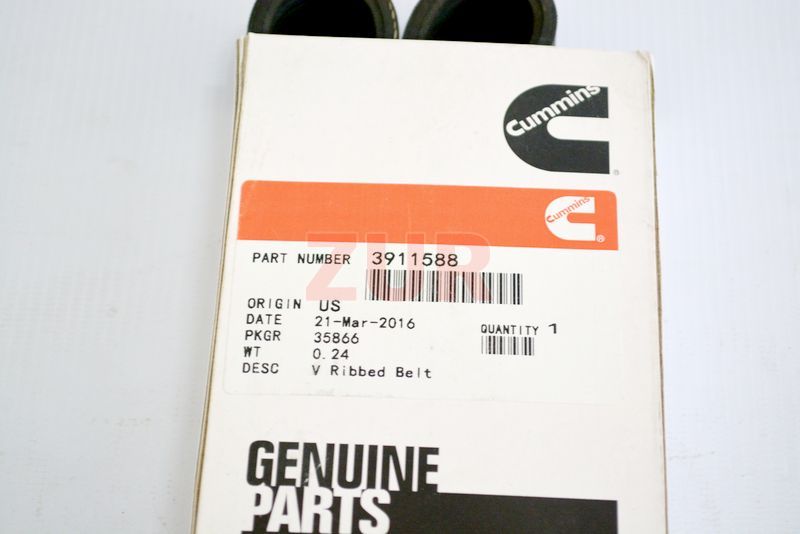 Cummins
®
Cummins
®
ZUR
PART NUMBER 3911588
ORIGIN US
DATE 21-Mar-2016
QUANTITY 1
PKGR 35866
WT 0.24
DESC V Ribbed Belt
GENUINE
PARTS